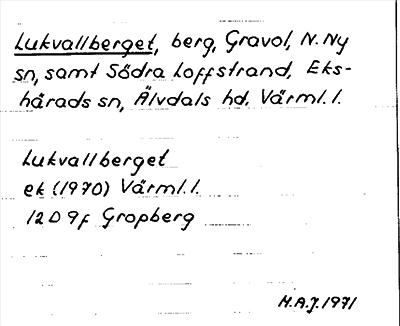 Lukvallberget, berg, Gravol, N. Ny
sn, samt Södra Loffstrand, Eks-
härads sn, Älvdals hd, Värml. l.
Lukvallberget
ek (1970) Värml. l.
12 D 9f Gropberg
H.A.J. 1971